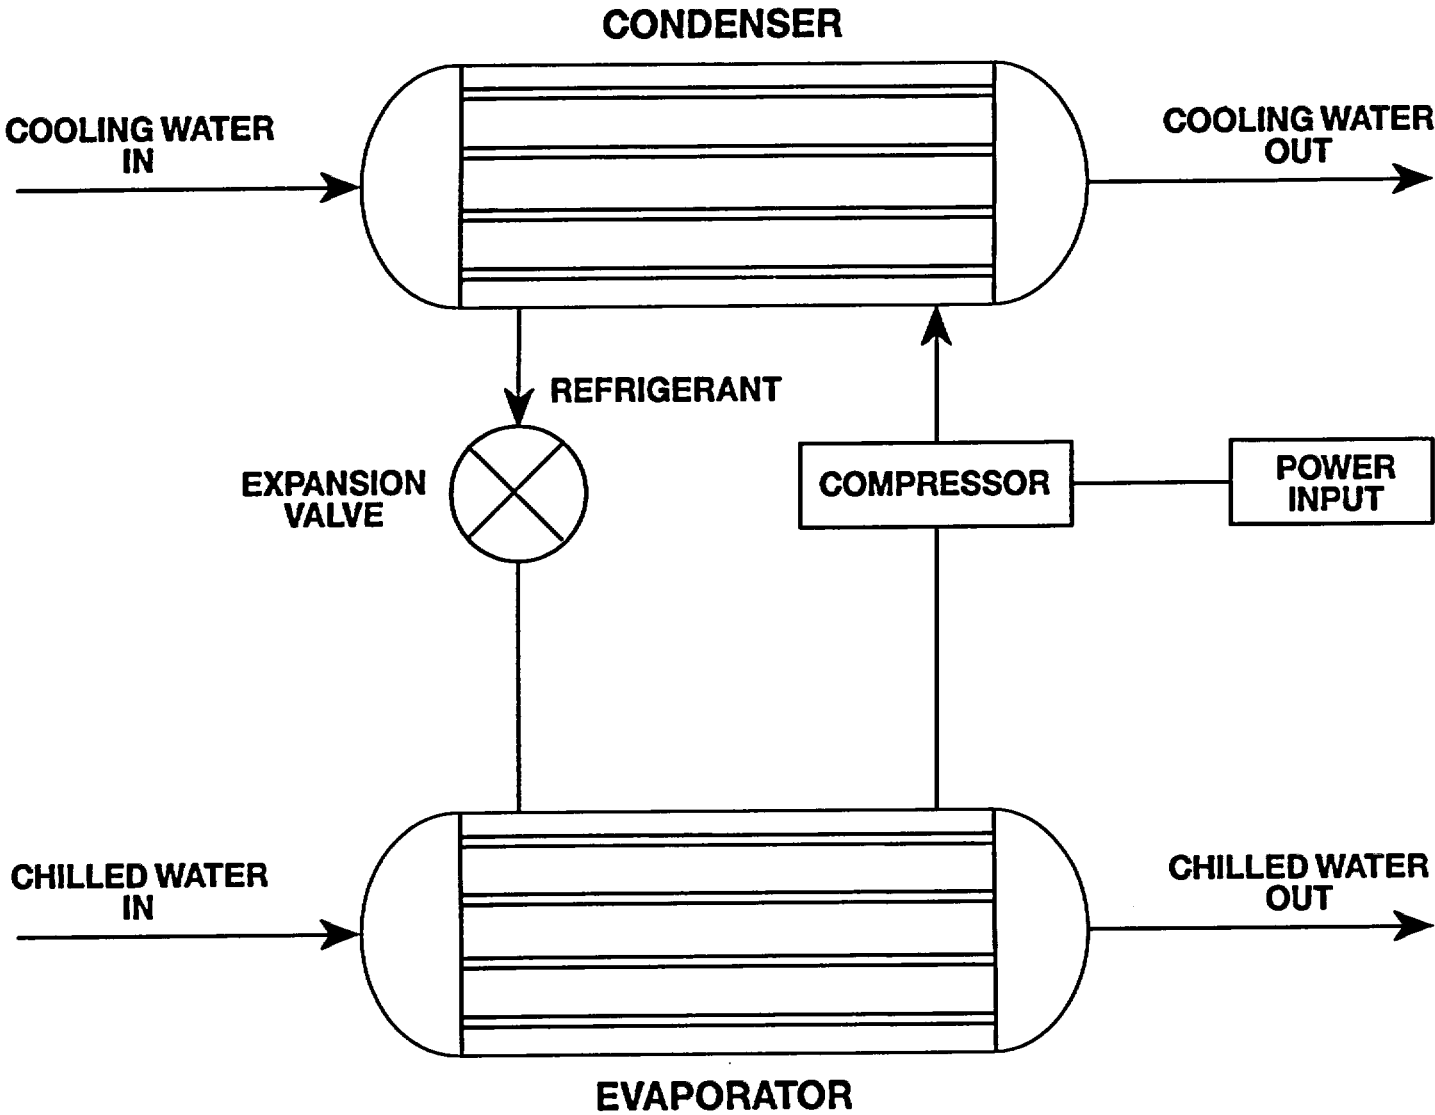 CONDENSER
COOLING WATER
IN
COOLING WATER
OUT
REFRIGERANT
EXPANSION
VALVE
COMPRESSOR
POWER
INPUT
CHILLED WATER
IN
CHILLED WATER
OUT
EVAPORATOR